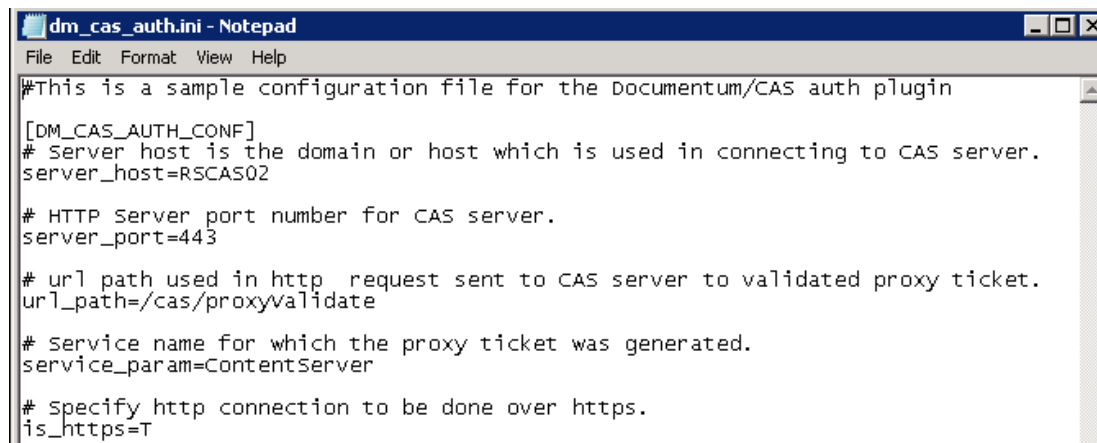 dm_cas_auth.ini - Notepad
File Edit Format View Help
#This is a sample configuration file for the Documentum/CAS auth plugin
[DM_CAS_AUTH_CONF]
# Server host is the domain or host which is used in connecting to CAS server.
server_host=RSCAS02
# HTTP Server port number for CAS server.
server_port=443
# url path used in http  request sent to CAS server to validated proxy ticket.
url_path=/cas/proxyValidate
# Service name for which the proxy ticket was generated.
service_param=ContentServer
# Specify http connection to be done over https.
is_https=T